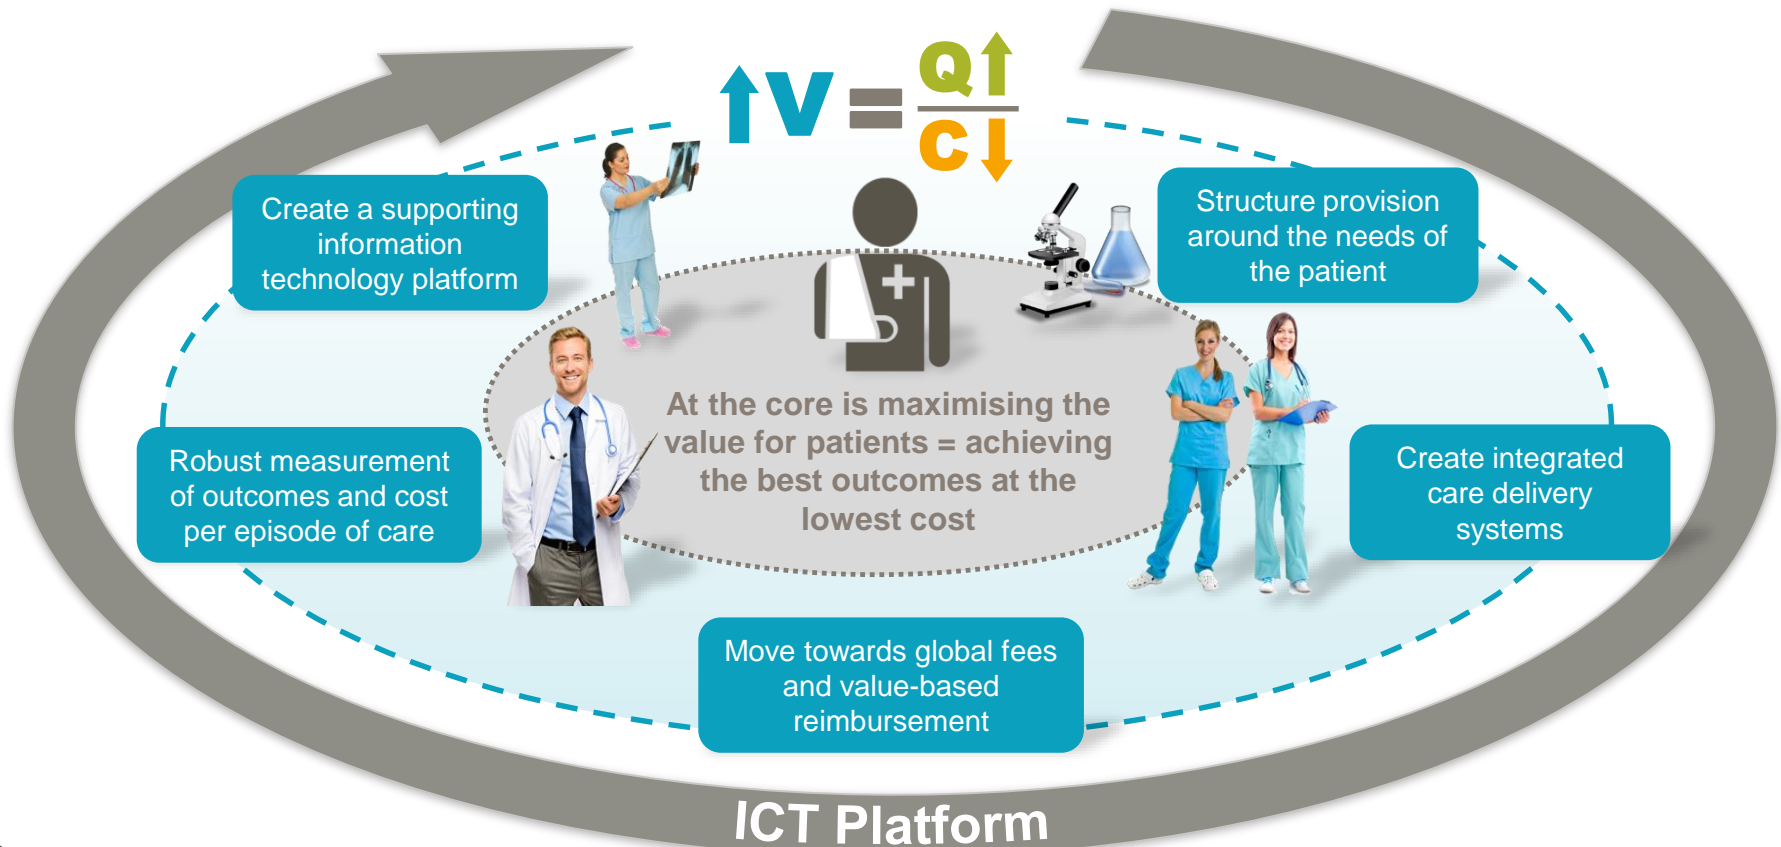 V = Q
C
Create a supporting
information
technology platform
Structure provision
around the needs of
the patient
At the core is maximising the
value for patients = achieving
the best outcomes at the
lowest cost
Robust measurement
of outcomes and cost
per episode of care
Create integrated
care delivery
systems
Move towards global fees
and value-based
reimbursement
ICT Platform